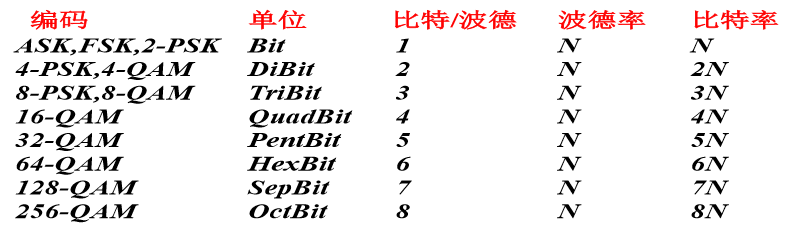 编码 单位 比特/波德 波德率 比特率
ASK,FSK,2-PSK Bit 1 N N
4-PSK,4-QAM DiBit 2 N 2N
8-PSK,8-QAM TriBit 3 N 3N
16-QAM QuadBit 4 N 4N
32-QAM PentBit 5 N 5N
64-QAM HexBit 6 N 6N
128-QAM SepBit 7 N 7N
256-QAM OctBit 8 N 8N